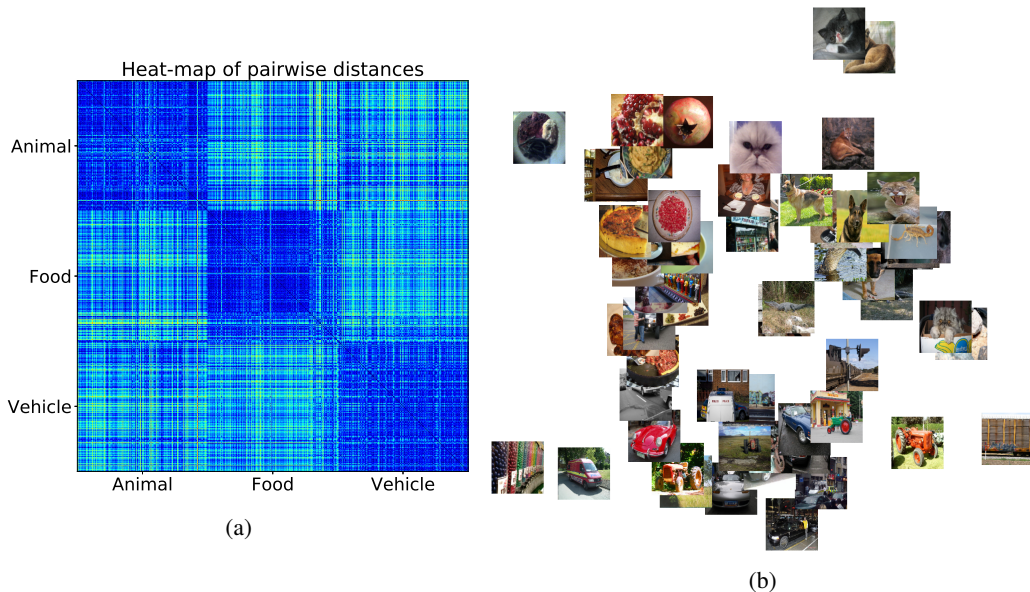 Heat-map of pairwise distances
Animal
Food
Vehicle
Animal Food Vehicle
(a)
(b)